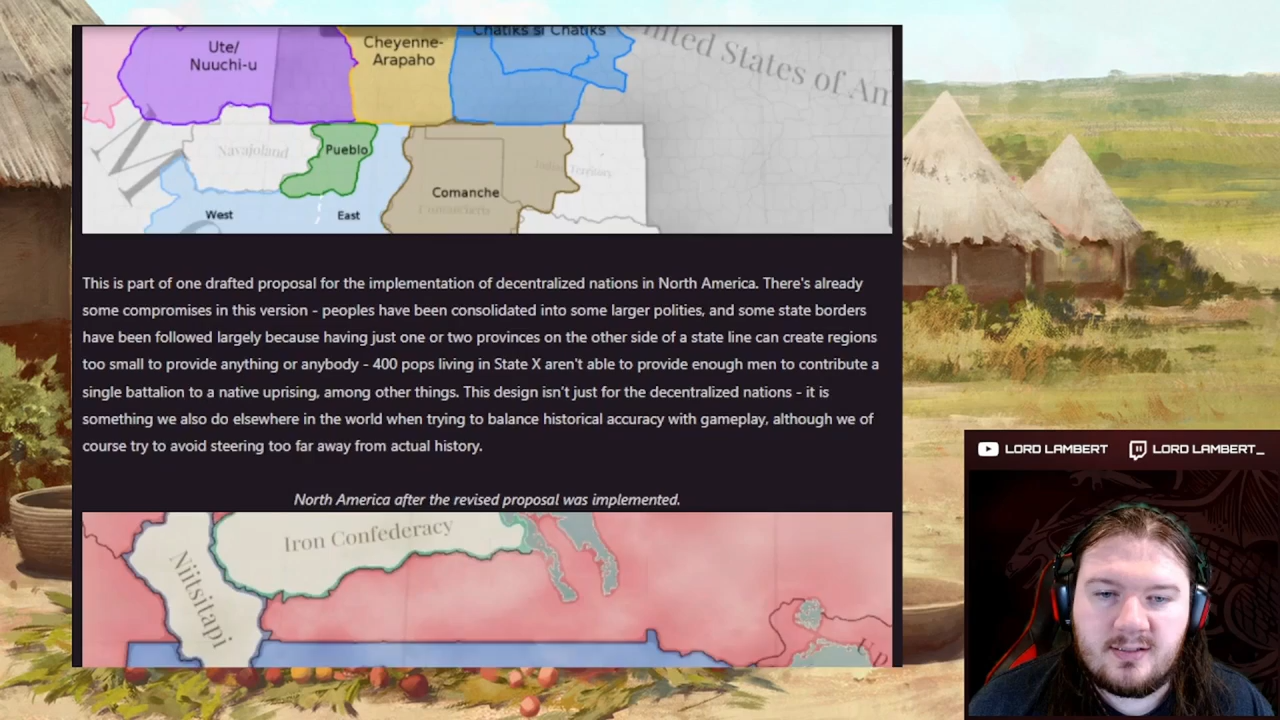 Chatiks si Chatiks
Ute/
Nuuchi-u
Cheyenne-
Arapaho
United States of Am
Navajoland
Pueblo
Comanche
Indian Territory
Comancheria
West
East
This is part of one drafted proposal for the implementation of decentralized nations in North America. There's already
some compromises in this version - peoples have been consolidated into some larger polities, and some state borders
have been followed largely because having just one or two provinces on the other side of a state line can create regions
too small to provide anything or anybody - 400 pops living in State X aren't able to provide enough men to contribute a
single battalion to a native uprising, among other things. This design isn't just for the decentralized nations - it is
something we also do elsewhere in the world when trying to balance historical accuracy with gameplay, although we of
course try to avoid steering too far away from actual history.
North America after the revised proposal was implemented.
Iron Confederacy
Niitsitapi
LORD LAMBERT
LORD LAMBERT_